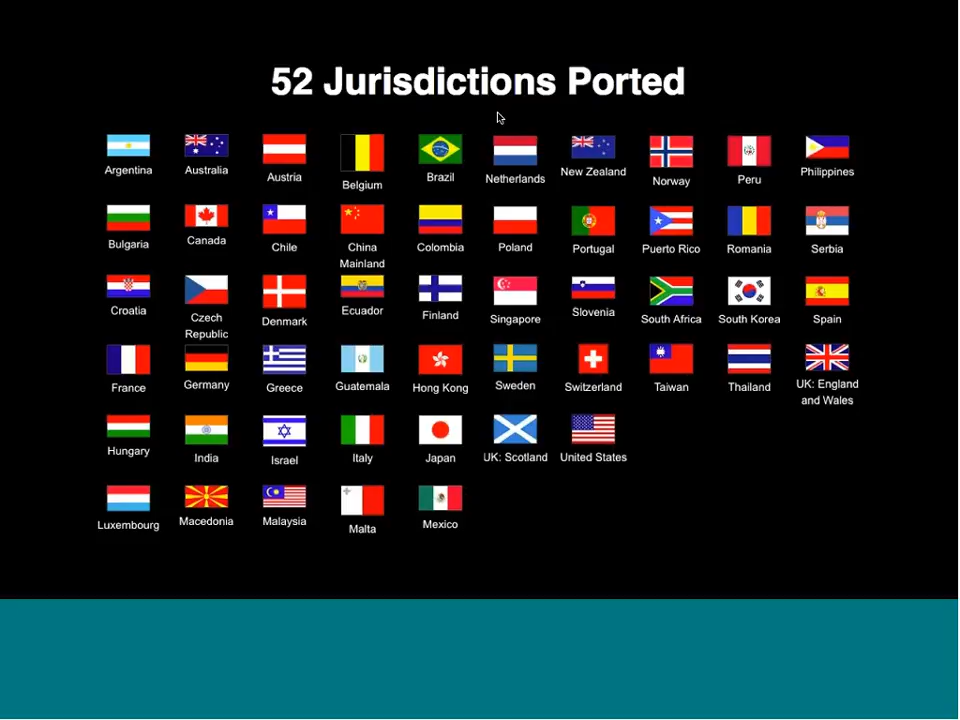 52 Jurisdictions Ported
Argentina
Australia
Austria
Belgium
Brazil
Netherlands
New Zealand
Norway
Peru
Philippines
Bulgaria
Canada
Chile
China
Mainland
Colombia
Poland
Portugal
Puerto Rico
Romania
Serbia
Croatia
Czech
Republic
Denmark
Ecuador
Finland
Singapore
Slovenia
South Africa
South Korea
Spain
France
Germany
Greece
Guatemala
Hong Kong
Sweden
Switzerland
Taiwan
Thailand
UK: England
and Wales
Hungary
India
Israel
Italy
Japan
UK: Scotland
United States
Luxembourg
Macedonia
Malaysia
Malta
Mexico